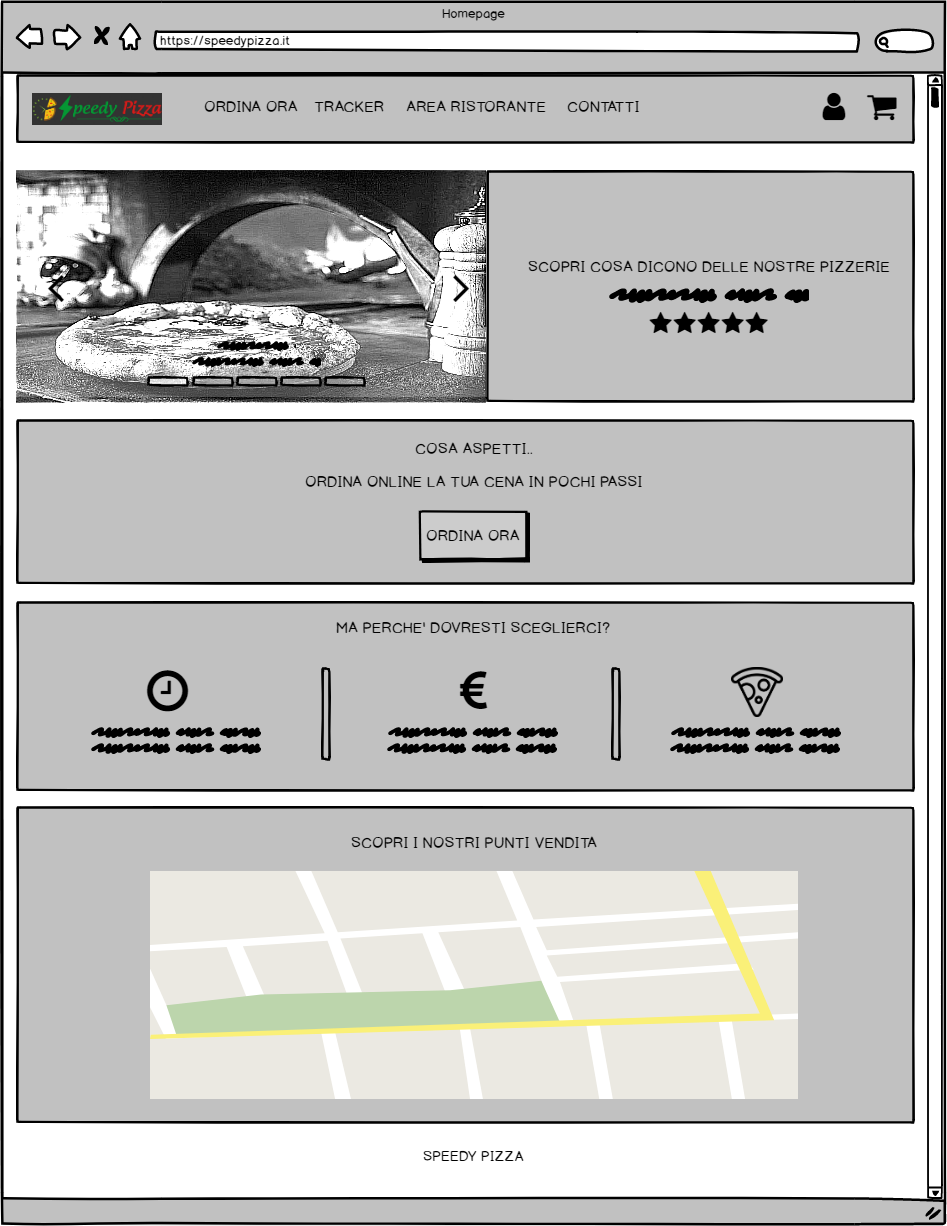 Homepage
https://speedypizza.it
Speedy Pizza
ORDINA ORA
TRACKER
AREA RISTORANTE
CONTATTI
SCOPRI COSA DICONO DELLE NOSTRE PIZZERIE
COSA ASPETTI..
ORDINA ONLINE LA TUA CENA IN POCHI PASSI
ORDINA ORA
MA PERCHE' DOVRESTI SCEGLIERCI?
€
SCOPRI I NOSTRI PUNTI VENDITA
SPEEDY PIZZA